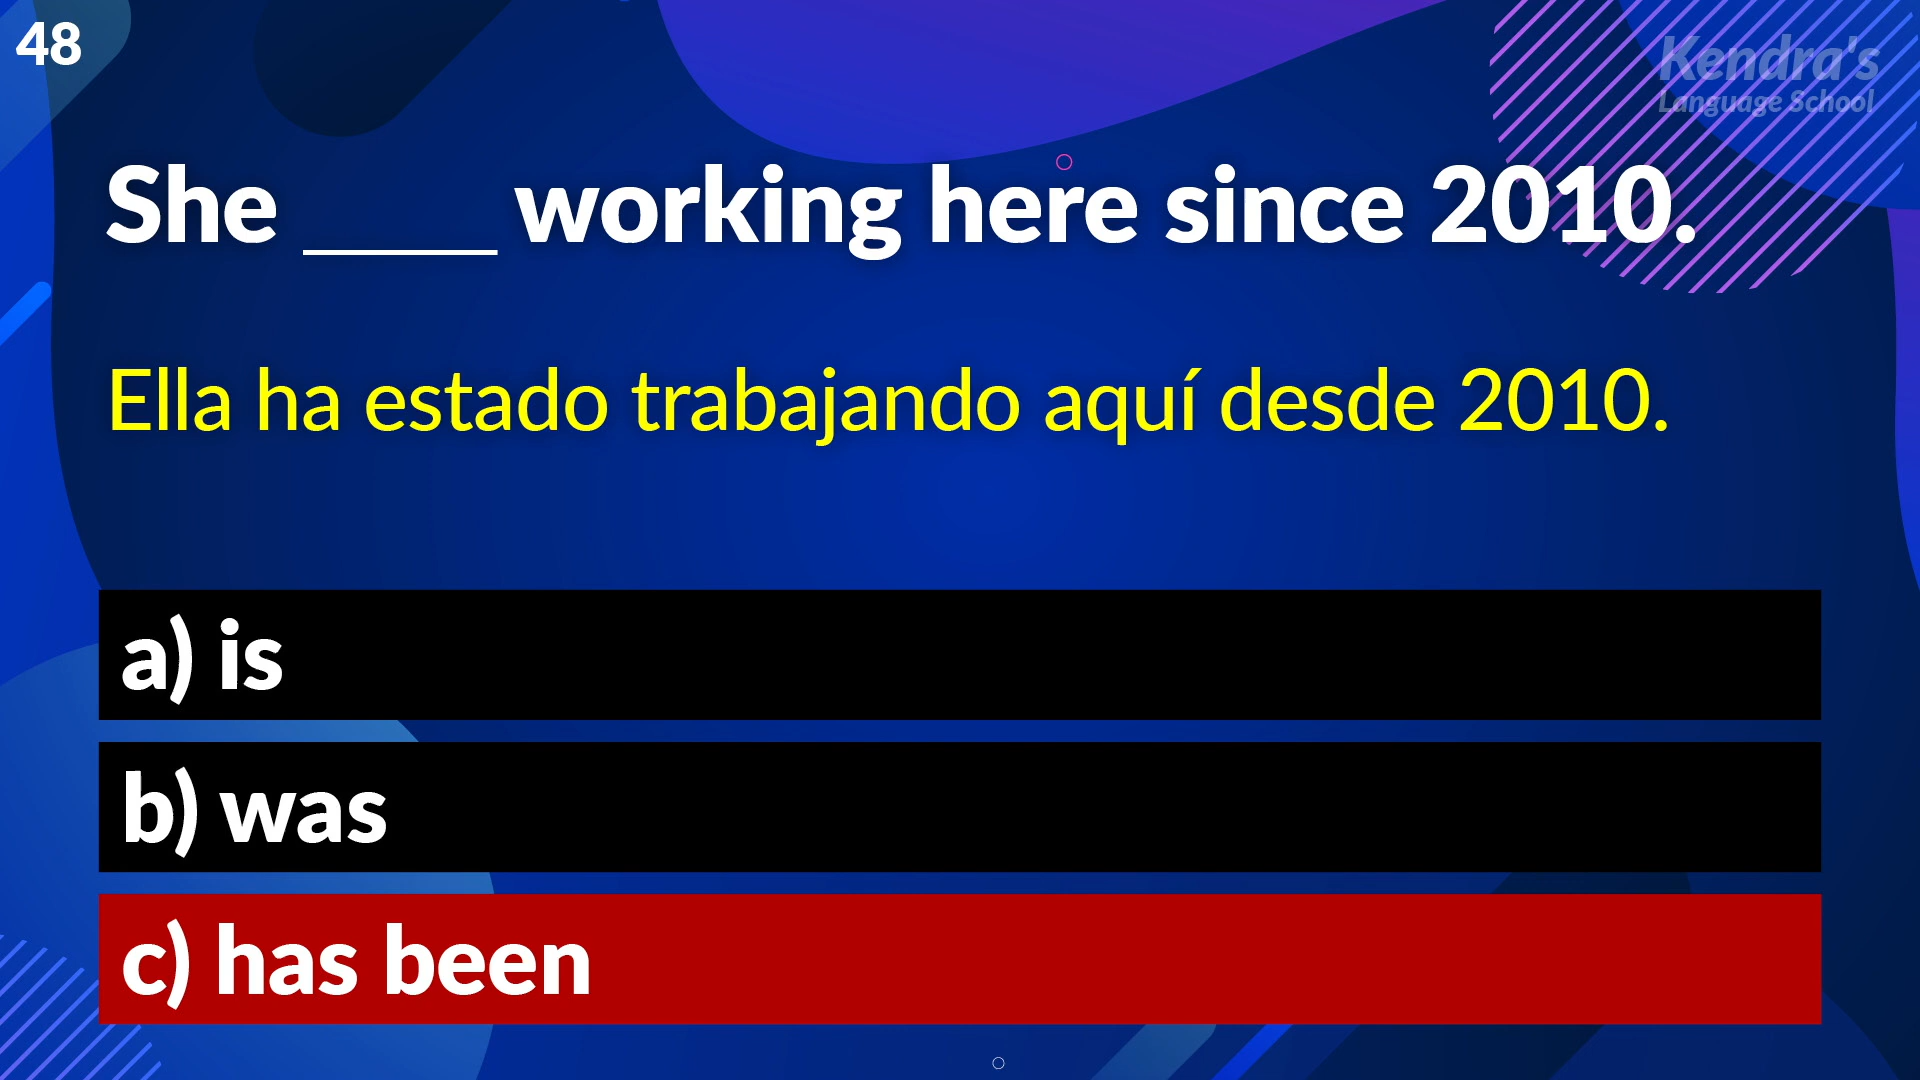 48
Kendra's
Language School
She ____ working here since 2010.
Ella ha estado trabajando aquí desde 2010.
a) is
b) was
c) has been